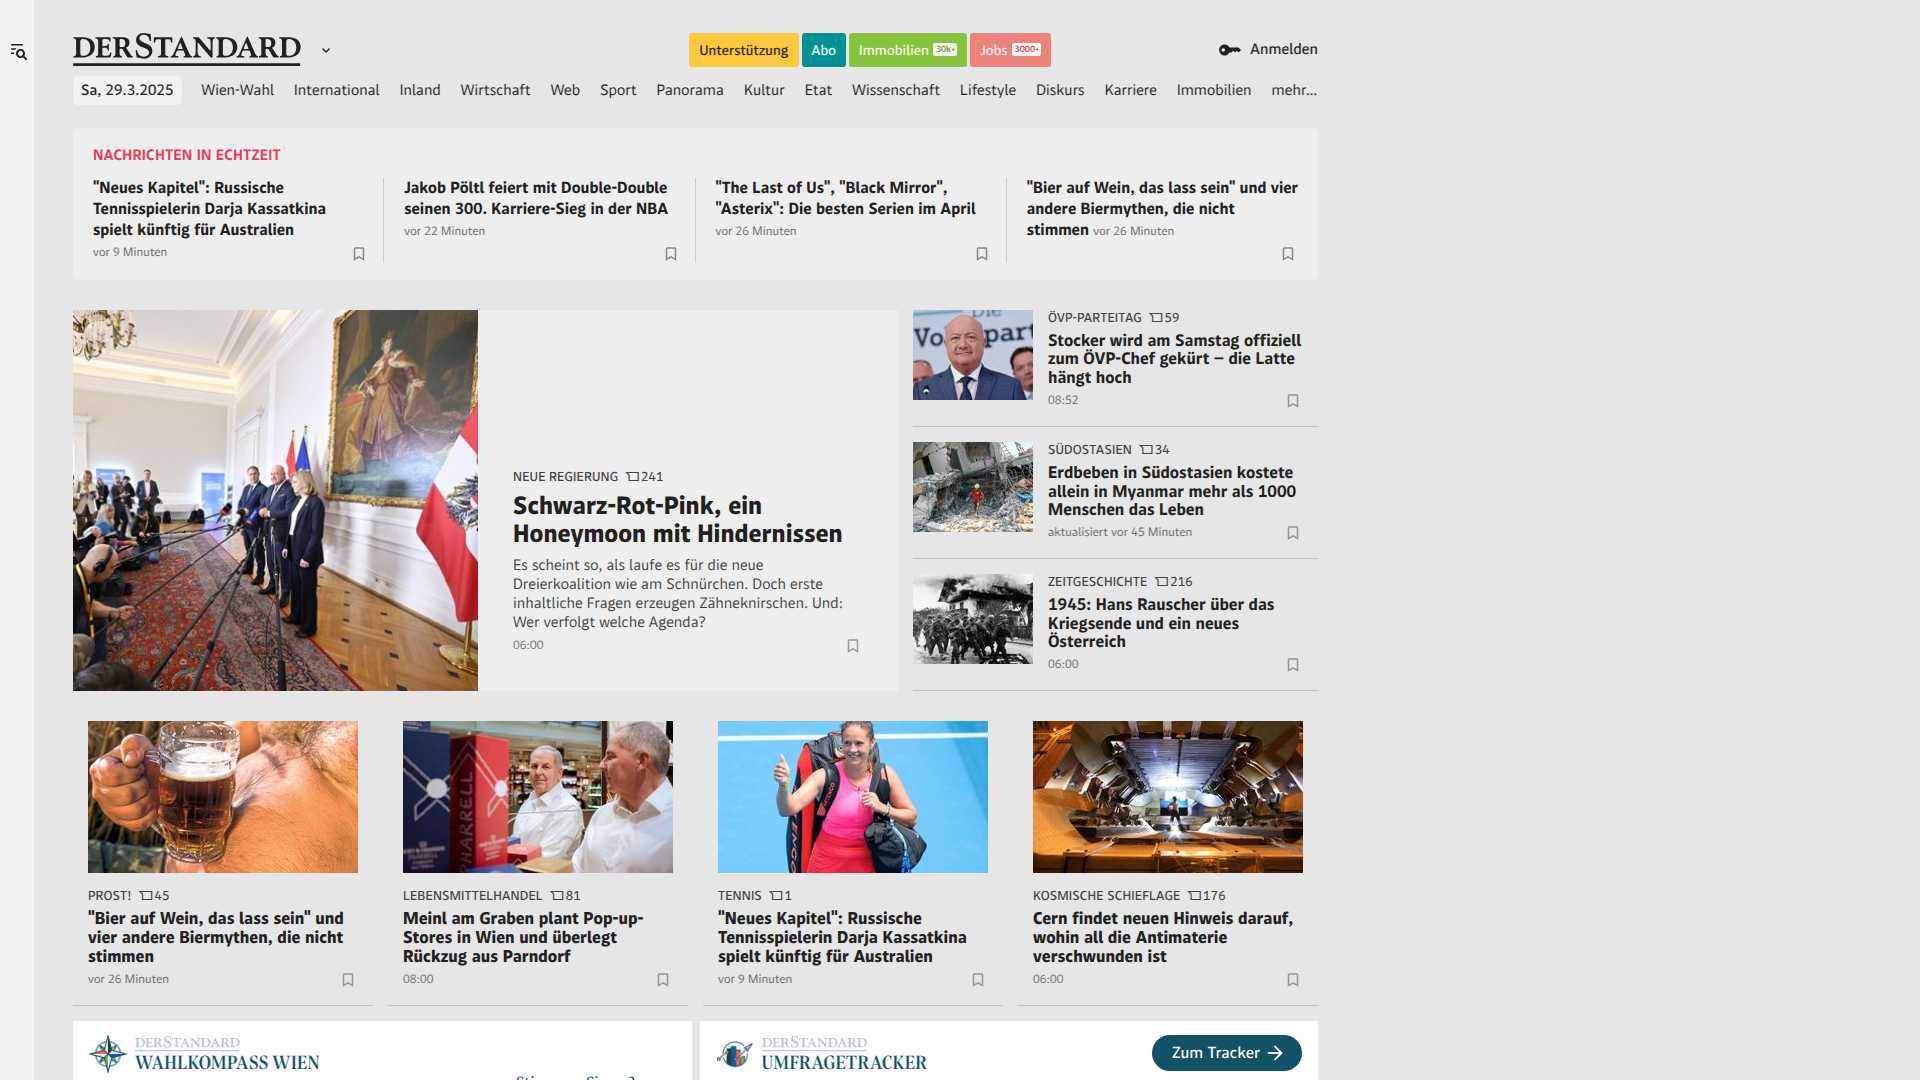 DERSTANDARD
Unterstützung
Abo
Immobilien 30k+
Jobs 3000+
Anmelden
Sa, 29.3.2025
Wien-Wahl
International
Inland
Wirtschaft
Web
Sport
Panorama
Kultur
Etat
Wissenschaft
Lifestyle
Diskurs
Karriere
Immobilien
mehr...
NACHRICHTEN IN ECHTZEIT
"Neues Kapitel": Russische
Tennisspielerin Darja Kassatkina
spielt künftig für Australien
vor 9 Minuten
Jakob Pöltl feiert mit Double-Double
seinen 300. Karriere-Sieg in der NBA
vor 22 Minuten
"The Last of Us", "Black Mirror",
"Asterix": Die besten Serien im April
vor 26 Minuten
"Bier auf Wein, das lass sein" und vier
andere Biermythen, die nicht
stimmen vor 26 Minuten
NEUE REGIERUNG 241
Schwarz-Rot-Pink, ein
Honeymoon mit Hindernissen
Es scheint so, als laufe es für die neue
Dreierkoalition wie am Schnürchen. Doch erste
inhaltliche Fragen erzeugen Zähneknirschen. Und:
Wer verfolgt welche Agenda?
06:00
ÖVP-PARTEITAG 59
Stocker wird am Samstag offiziell
zum ÖVP-Chef gekürt – die Latte
hängt hoch
08:52
SÜDOSTASIEN 34
Erdbeben in Südostasien kostete
allein in Myanmar mehr als 1000
Menschen das Leben
aktualisiert vor 45 Minuten
ZEITGESCHICHTE 216
1945: Hans Rauscher über das
Kriegsende und ein neues
Österreich
06:00
PROST! 45
"Bier auf Wein, das lass sein" und
vier andere Biermythen, die nicht
stimmen
vor 26 Minuten
LEBENSMITTELHANDEL 81
Meinl am Graben plant Pop-up-
Stores in Wien und überlegt
Rückzug aus Parndorf
08:00
TENNIS 1
"Neues Kapitel": Russische
Tennisspielerin Darja Kassatkina
spielt künftig für Australien
vor 9 Minuten
KOSMISCHE SCHIEFLAGE 176
Cern findet neuen Hinweis darauf,
wohin all die Antimaterie
verschwunden ist
06:00
DERSTANDARD
WAHLKOMPASS WIEN
DERSTANDARD
UMFRAGETRACKER
Zum Tracker